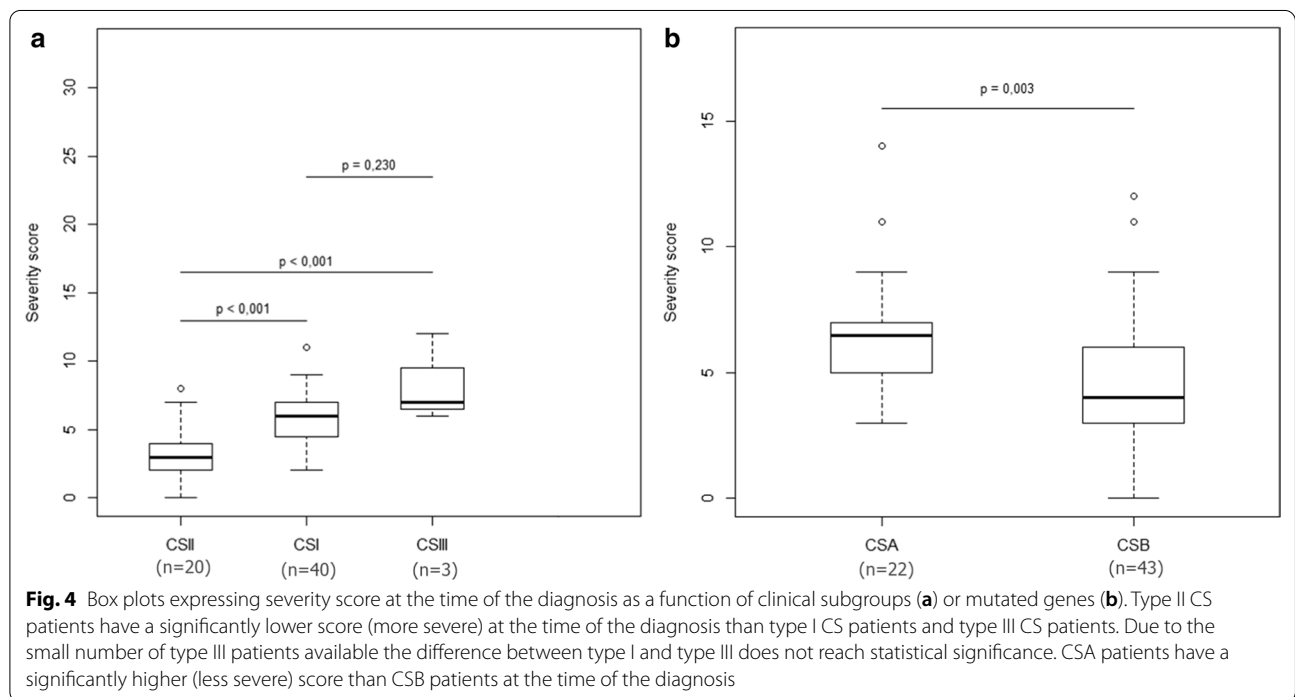 a
Severity score
30
25
20
15
10
5
0
p = 0,230
p < 0,001
p < 0,001
CSII
CSI
CSIII
(n=20)
(n=40)
(n=3)
b
Severity score
15
10
5
0
p = 0,003
CSA
CSB
(n=22)
(n=43)
Fig. 4 Box plots expressing severity score at the time of the diagnosis as a function of clinical subgroups (a) or mutated genes (b). Type II CS
patients have a significantly lower score (more severe) at the time of the diagnosis than type I CS patients and type III CS patients. Due to the
small number of type III patients available the difference between type I and type III does not reach statistical significance. CSA patients have a
significantly higher (less severe) score than CSB patients at the time of the diagnosis